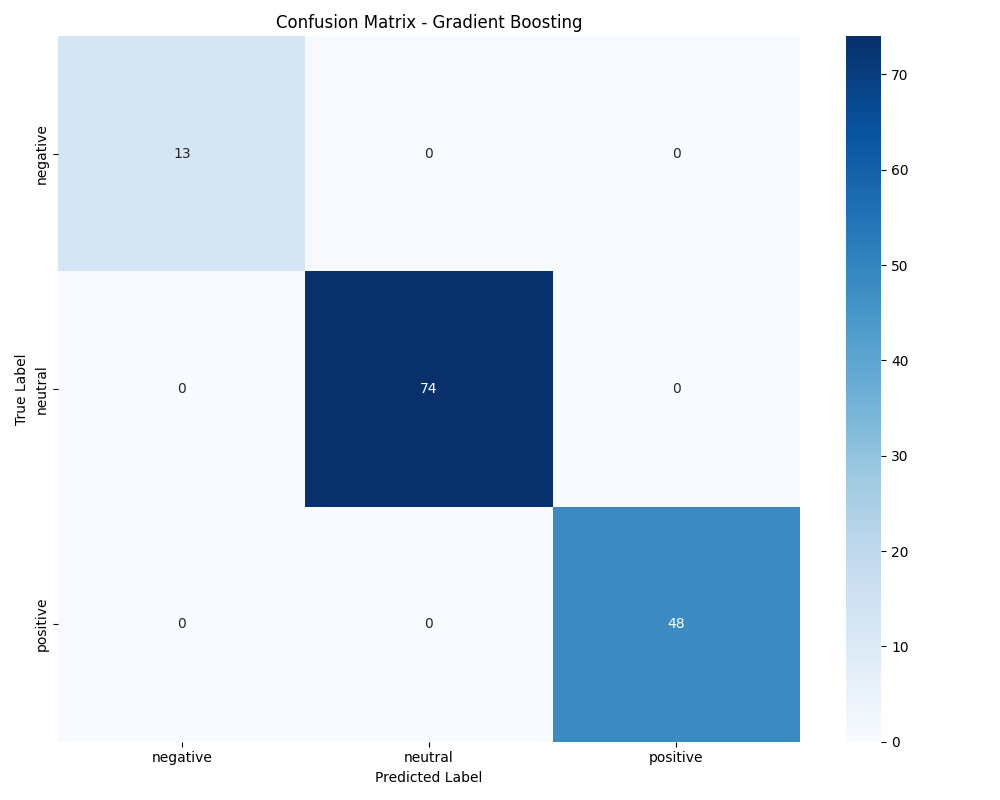 Confusion Matrix - Gradient Boosting
True Label
negative
13 0 0
neutral
0 74 0
positive
0 0 48
negative neutral positive
Predicted Label
70
60
50
40
30
20
10
0